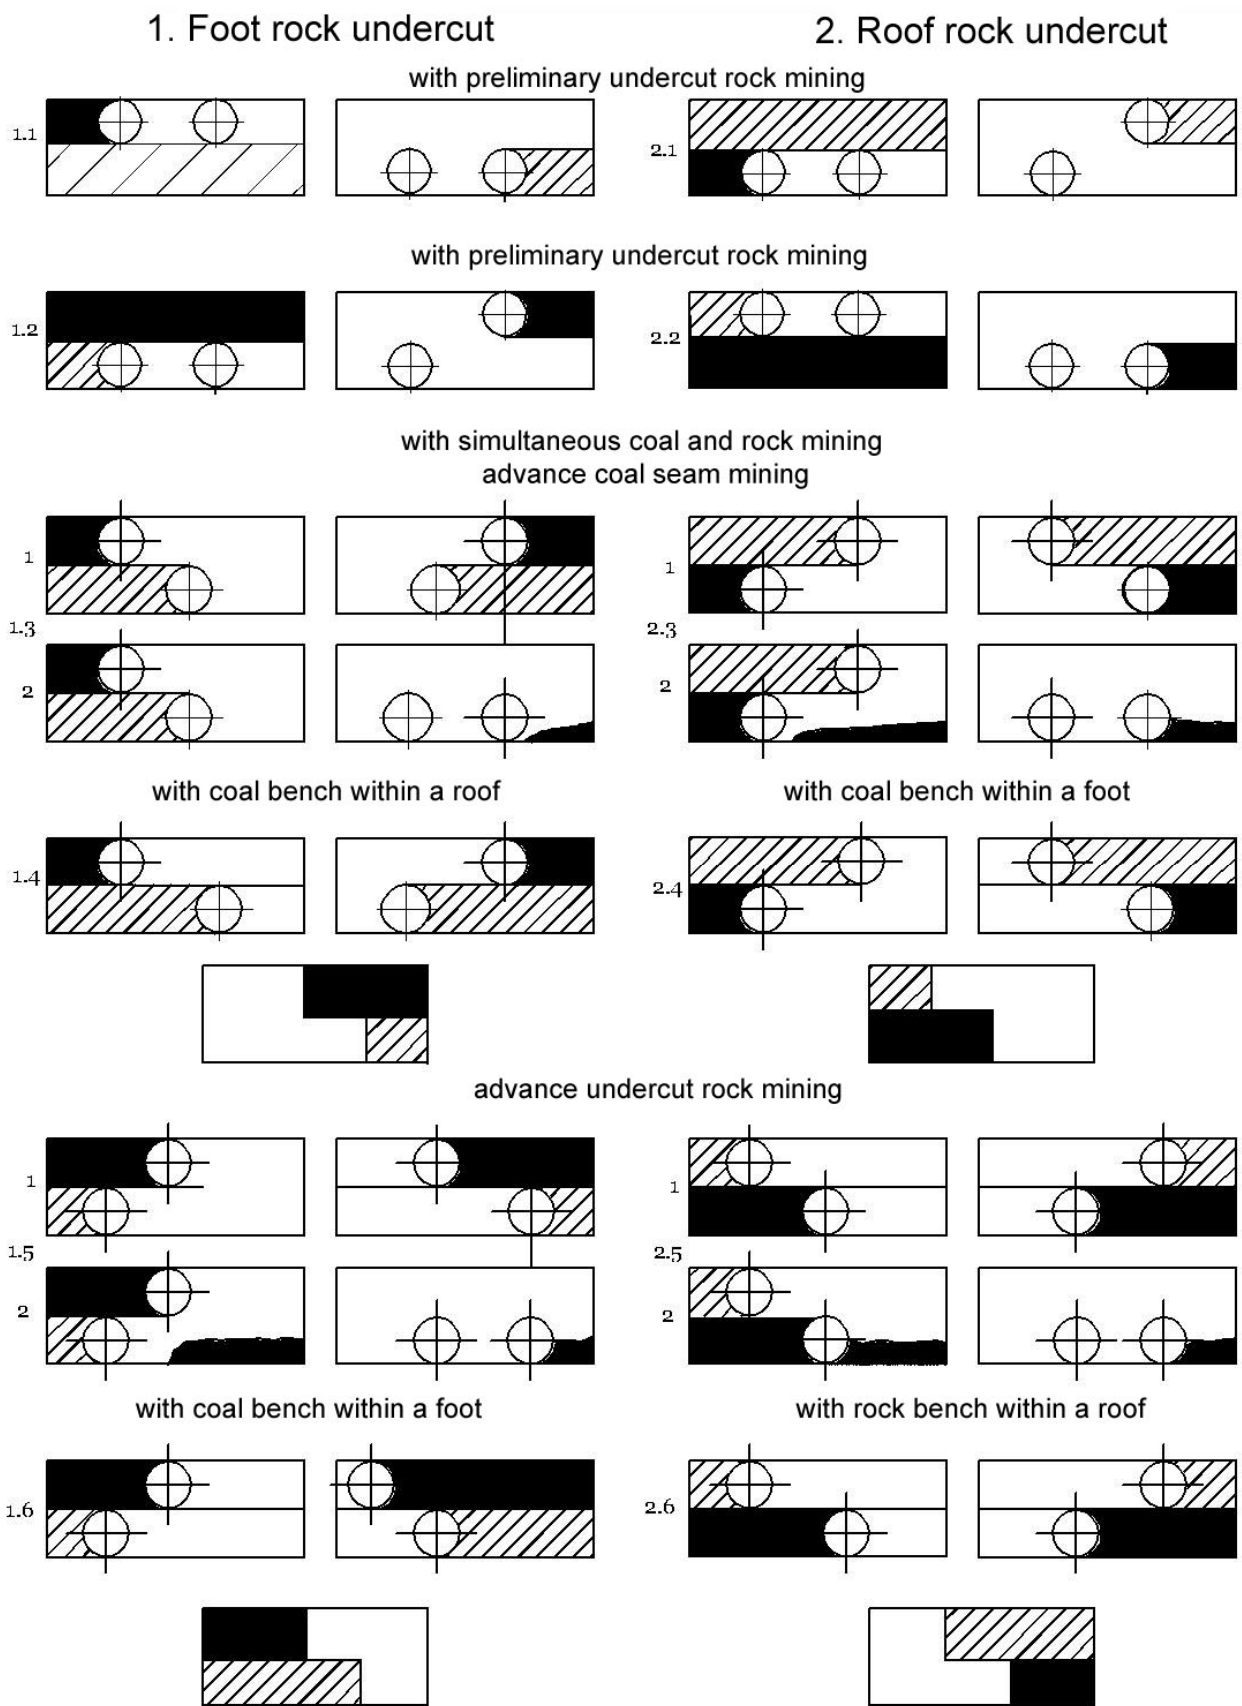 1. Foot rock undercut
2. Roof rock undercut
with preliminary undercut rock mining
1.1
2.1
with preliminary undercut rock mining
1.2
2.2
with simultaneous coal and rock mining
advance coal seam mining
1
1
1.3
2.3
2
2
with coal bench within a roof
with coal bench within a foot
1.4
2.4
advance undercut rock mining
1
1
1.5
2.5
2
2
with coal bench within a foot
with rock bench within a roof
1.6
2.6